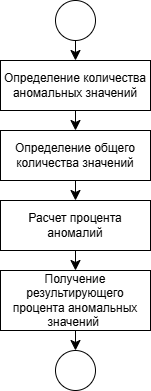 Определение количества
аномальных значений
Определение общего
количества значений
Расчет процента
аномалий
Получение
результирующего
процента аномальных
значений